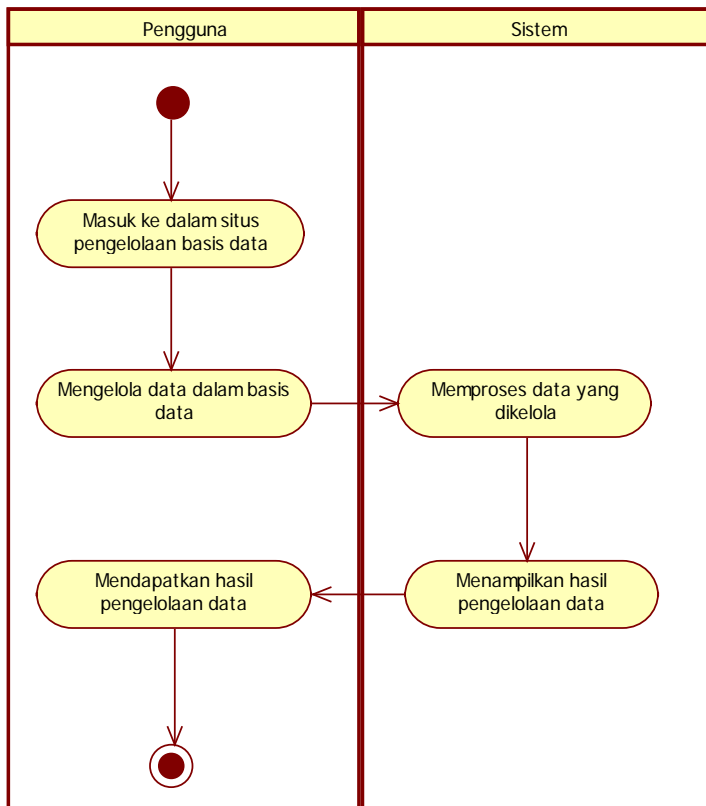 Pengguna
Sistem
Masuk ke dalam situs
pengelolaan basis data
Mengelola data dalam basis
data
Memproses data yang
dikelola
Mendapatkan hasil
pengelolaan data
Menampilkan hasil
pengelolaan data